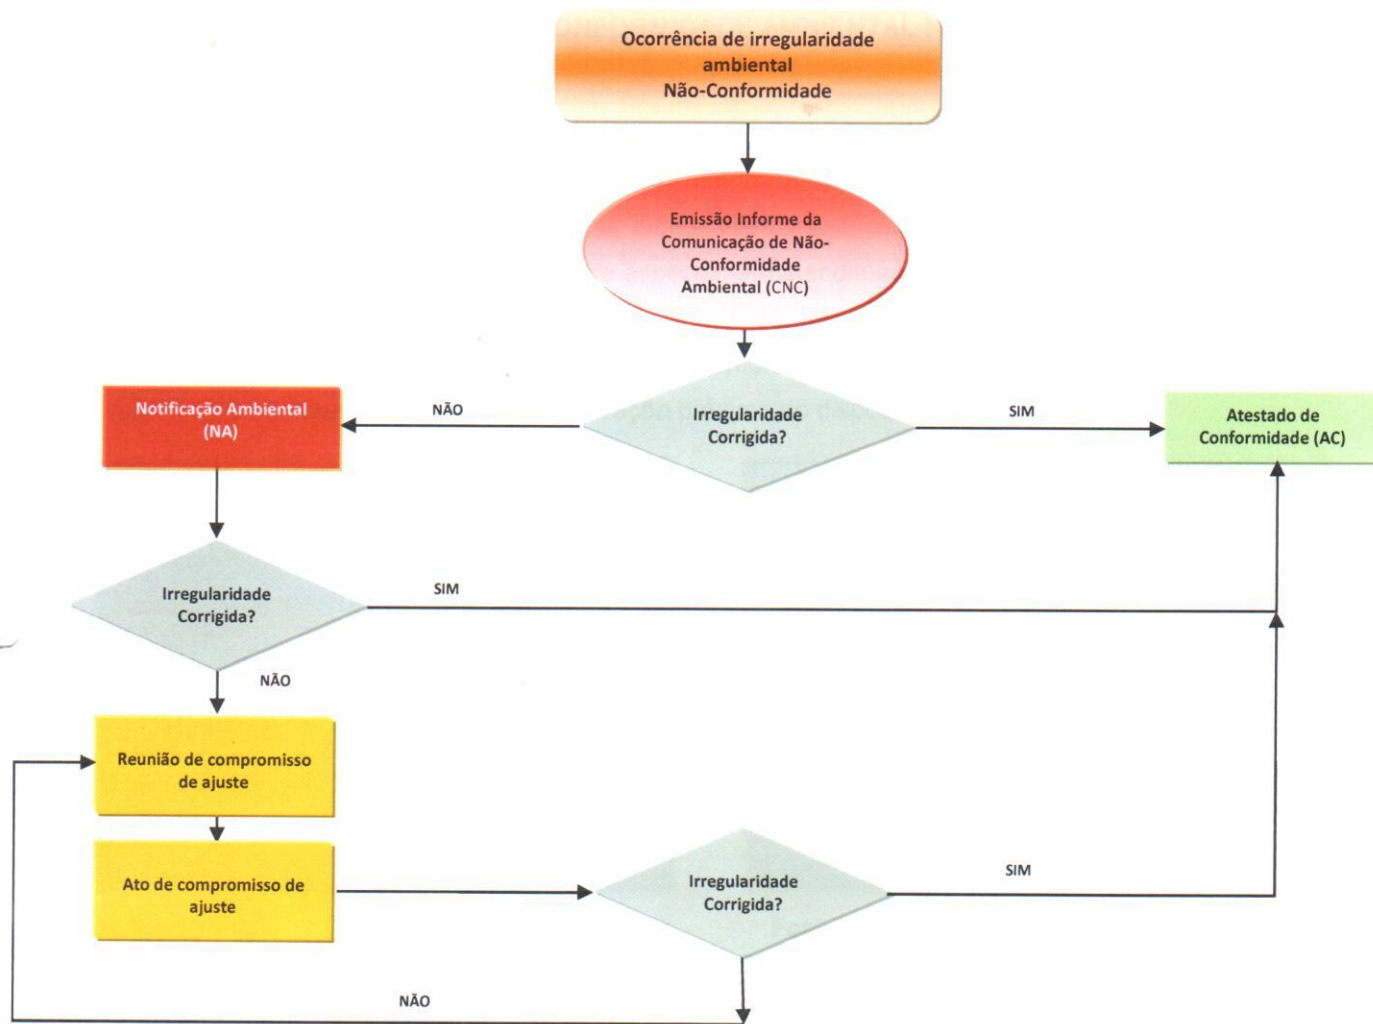 Ocorrência de irregularidade
ambiental
Não-Conformidade
Emissão Informe da
Comunicação de Não-
Conformidade
Ambiental (CNC)
Notificação Ambiental
(NA)
NÃO
Irregularidade
Corrigida?
SIM
Atestado de
Conformidade (AC)
Irregularidade
Corrigida?
SIM
NÃO
Reunião de compromisso
de ajuste
Ato de compromisso de
ajuste
Irregularidade
Corrigida?
SIM
NÃO